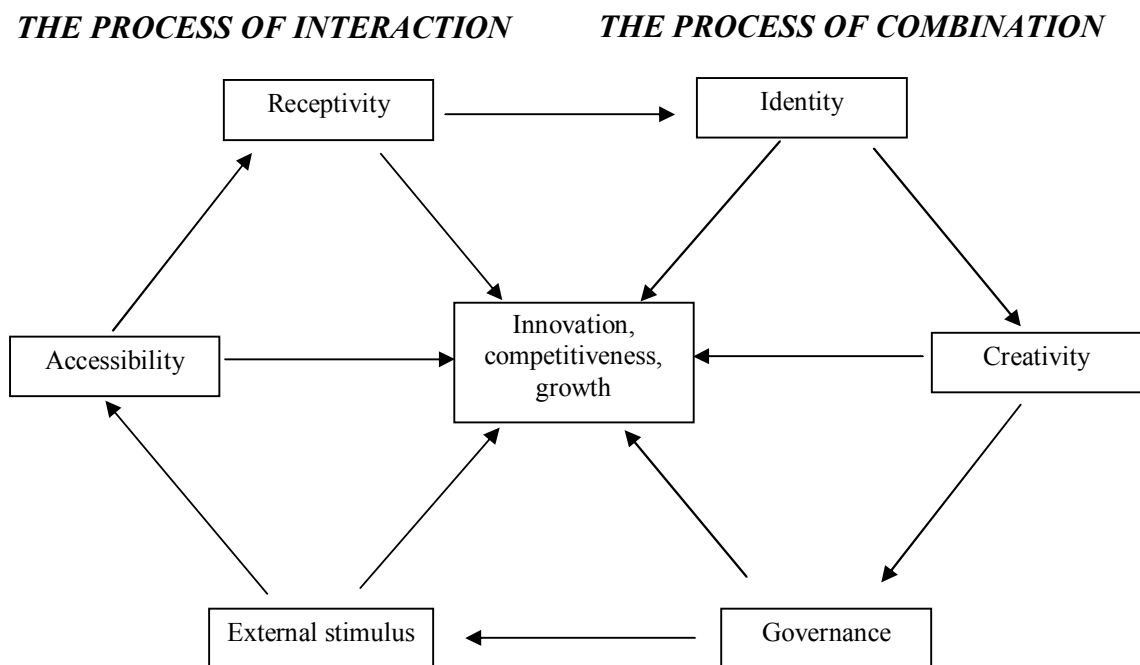 THE PROCESS OF INTERACTION
THE PROCESS OF COMBINATION
Receptivity
Identity
Innovation,
competitiveness,
growth
Accessibility
Creativity
External stimulus
Governance